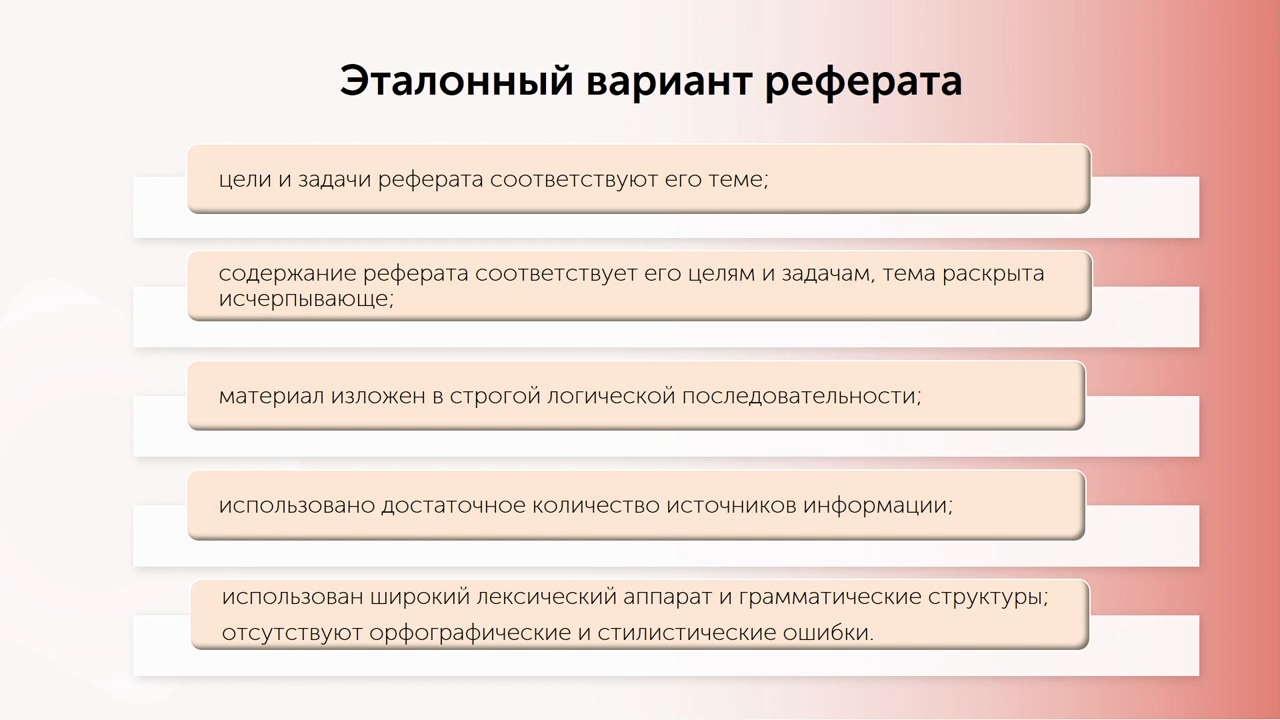 Эталонный вариант реферата
цели и задачи реферата соответствуют его теме;
содержание реферата соответствует его целям и задачам, тема раскрыта
исчерпывающе;
материал изложен в строгой логической последовательности;
использовано достаточное количество источников информации;
использован широкий лексический аппарат и грамматические структуры;
отсутствуют орфографические и стилистические ошибки.